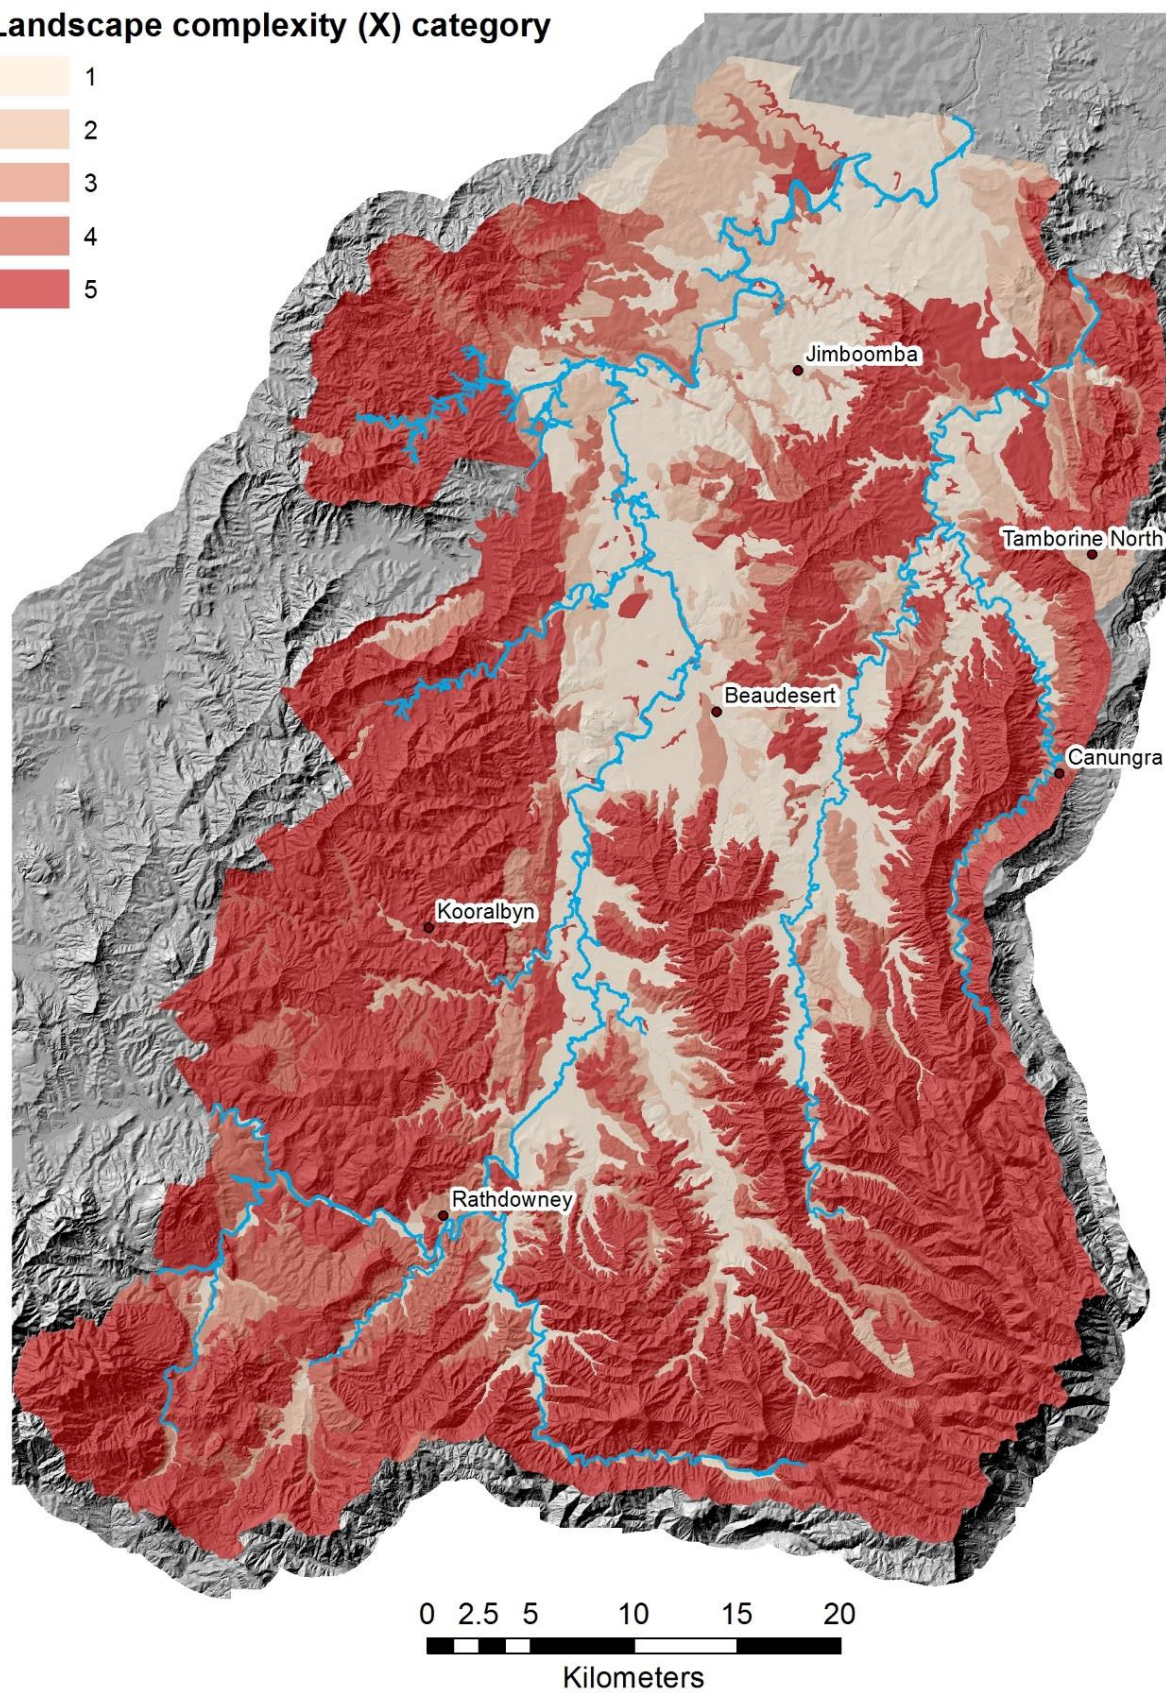 Landscape complexity (X) category
1
2
3
4
5
Jimboomba
Tamborine North
Beaudesert
Canungra
Kooralbyn
Rathdowney
0 2.5 5 10 15 20
Kilometers